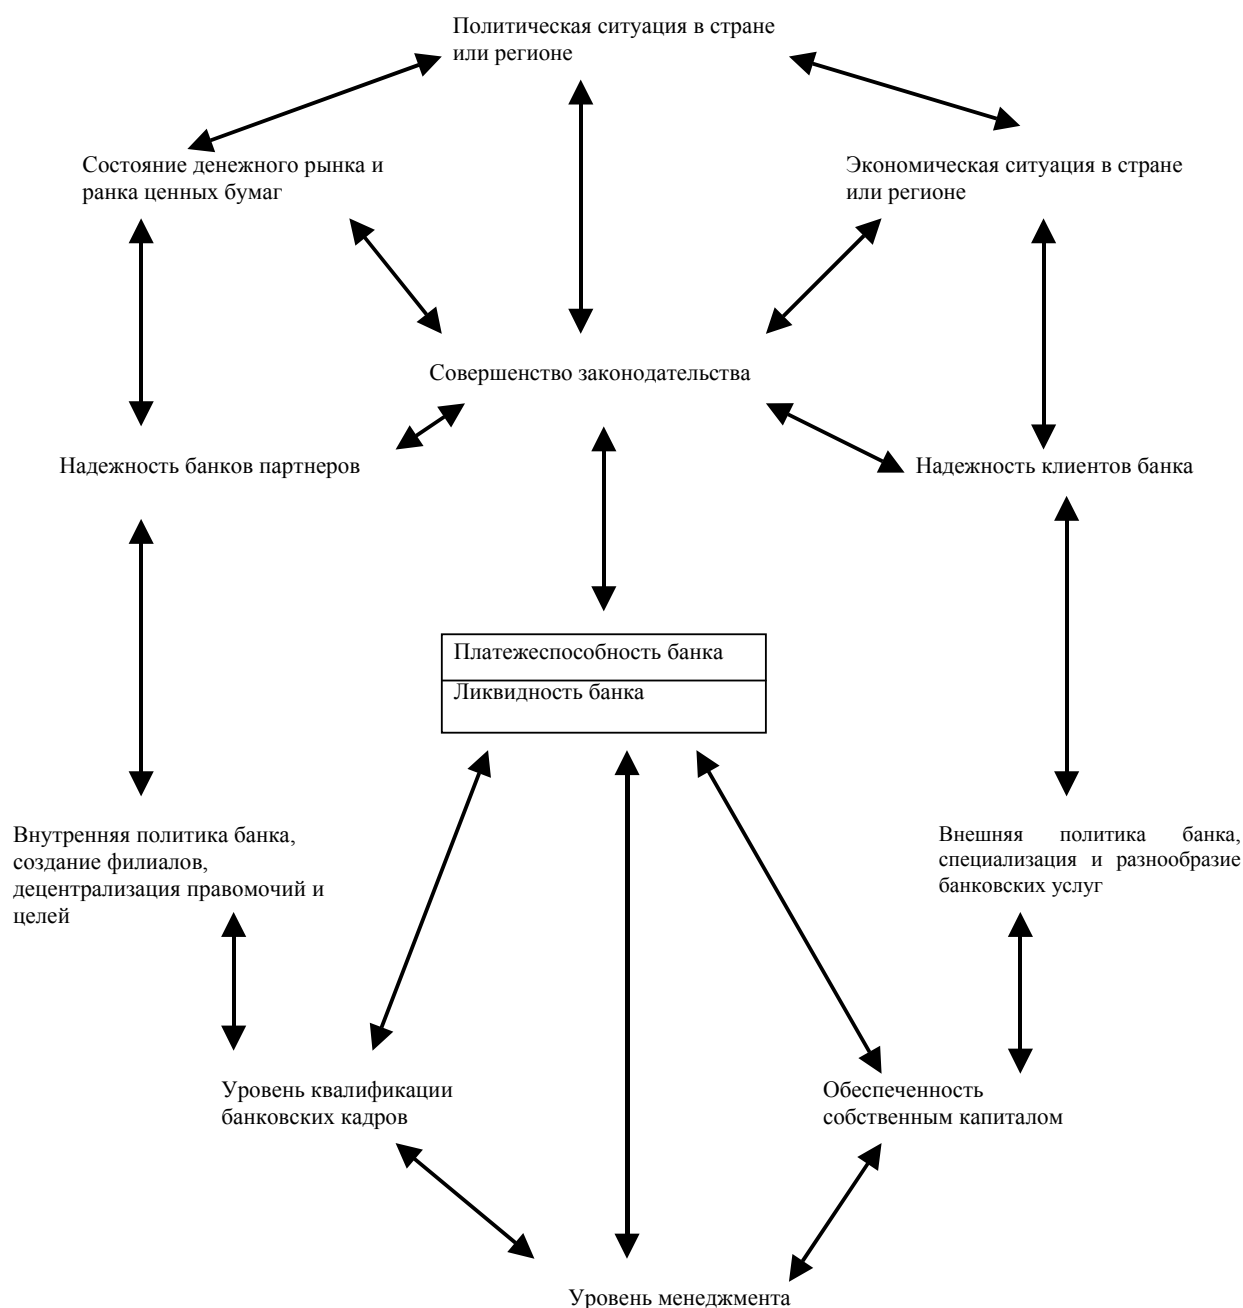 Политическая ситуация в стране
или регионе
Состояние денежного рынка и
ранка ценных бумаг
Экономическая ситуация в стране
или регионе
Совершенство законодательства
Надежность банков партнеров
Надежность клиентов банка
Платежеспособность банка
Ликвидность банка
Внутренняя политика банка,
создание филиалов,
децентрализация правомочий и
целей
Внешняя политика банка,
специализация и разнообразие
банковских услуг
Уровень квалификации
банковских кадров
Обеспеченность
собственным капиталом
Уровень менеджмента